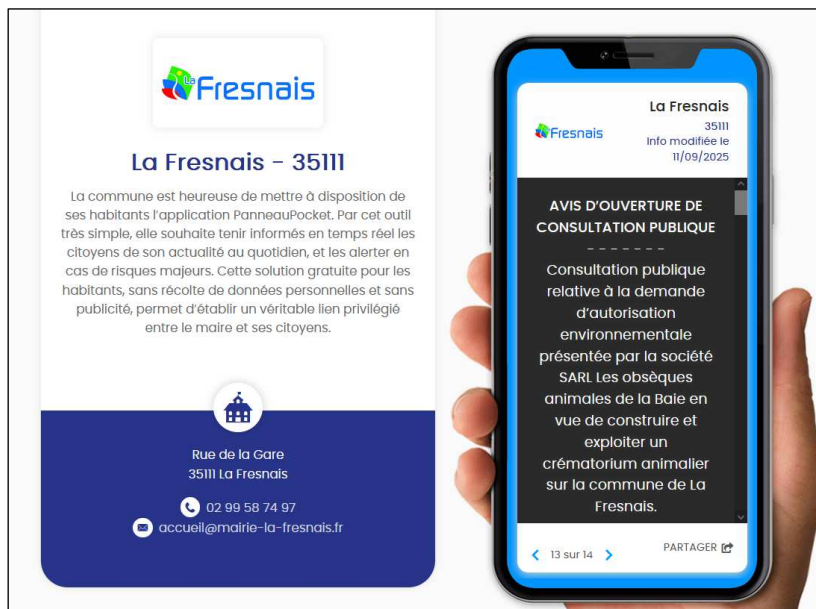 La
Fresnais
La Fresnais - 35111
La commune est heureuse de mettre à disposition de
ses habitants l'application PanneauPocket. Par cet outil
très simple, elle souhaite tenir informés en temps réel les
citoyens de son actualité au quotidien, et les alerter en
cas de risques majeurs. Cette solution gratuite pour les
habitants, sans récolte de données personnelles et sans
publicité, permet d'établir un véritable lien privilégié
entre le maire et ses citoyens.
Rue de la Gare
35111 La Fresnais
02 99 58 74 97
accueil@mairie-la-fresnais.fr
Fresnais
La Fresnais
35111
Info modifiée le
11/09/2025
AVIS D'OUVERTURE DE
CONSULTATION PUBLIQUE
- - - - - - -
Consultation publique
relative à la demande
d'autorisation
environnementale
présentée par la société
SARL Les obsèques
animales de la Baie en
vue de construire et
exploiter un
crématorium animalier
sur la commune de La
Fresnais.
13 sur 14
PARTAGER